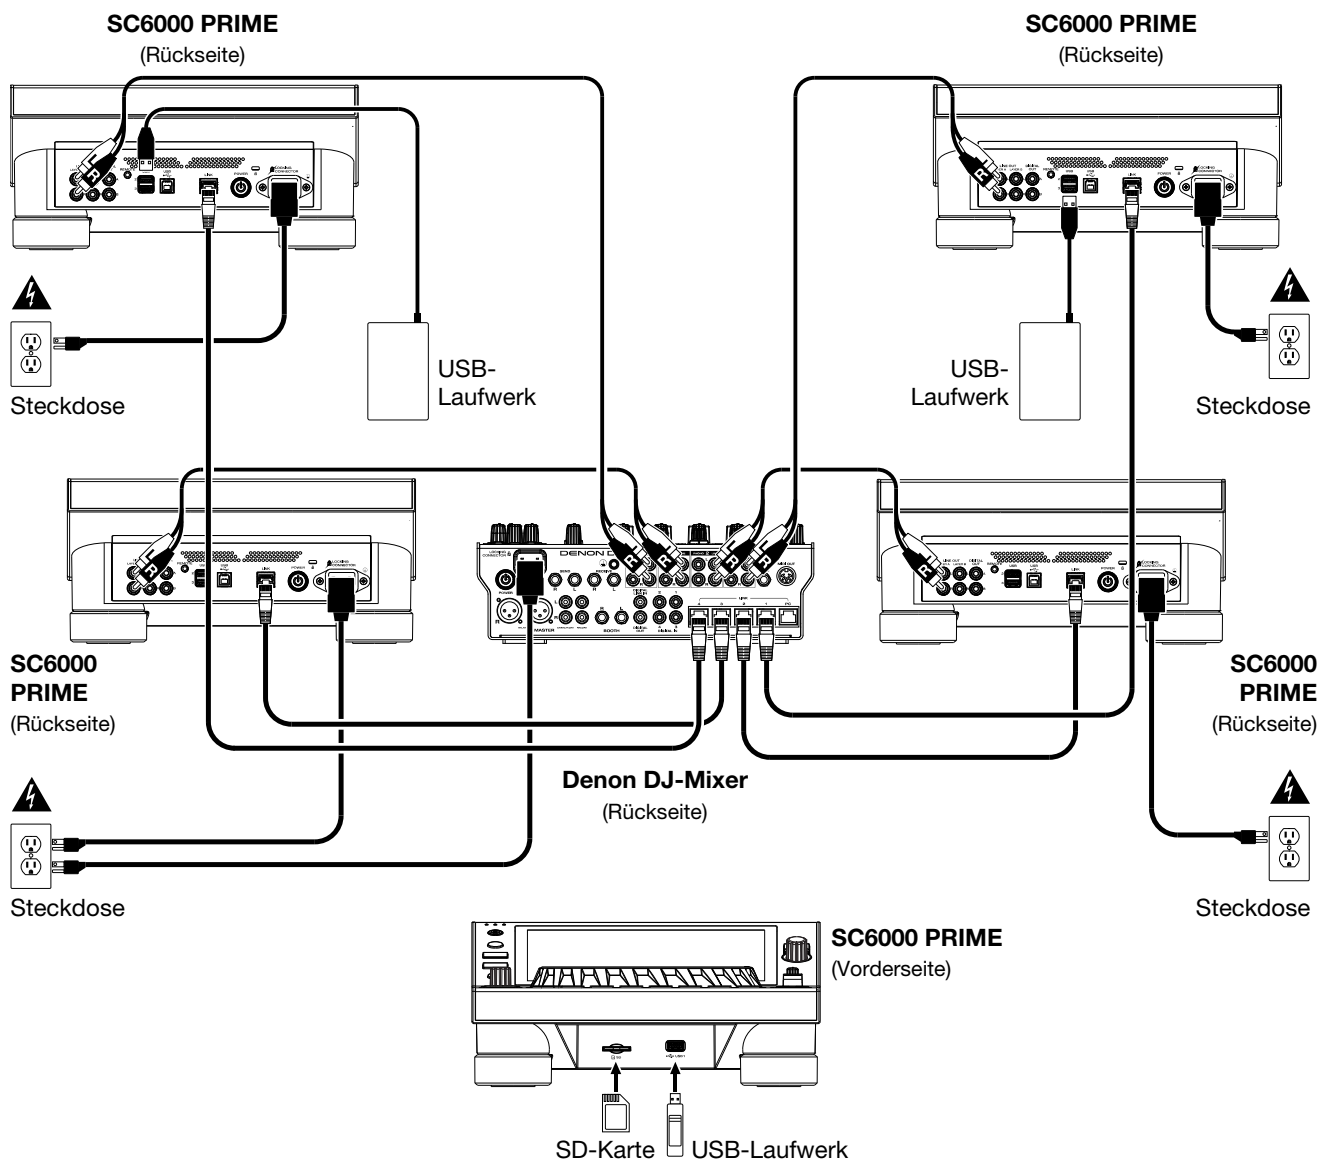 SC6000 PRIME
(Rückseite)
SC6000 PRIME
(Rückseite)
USB-
Laufwerk
Steckdose
USB-
Laufwerk
Steckdose
DENON D
SC6000
PRIME
(Rückseite)
SC6000
PRIME
(Rückseite)
Denon DJ-Mixer
(Rückseite)
Steckdose
Steckdose
SC6000 PRIME
(Vorderseite)
SD-Karte
USB-Laufwerk